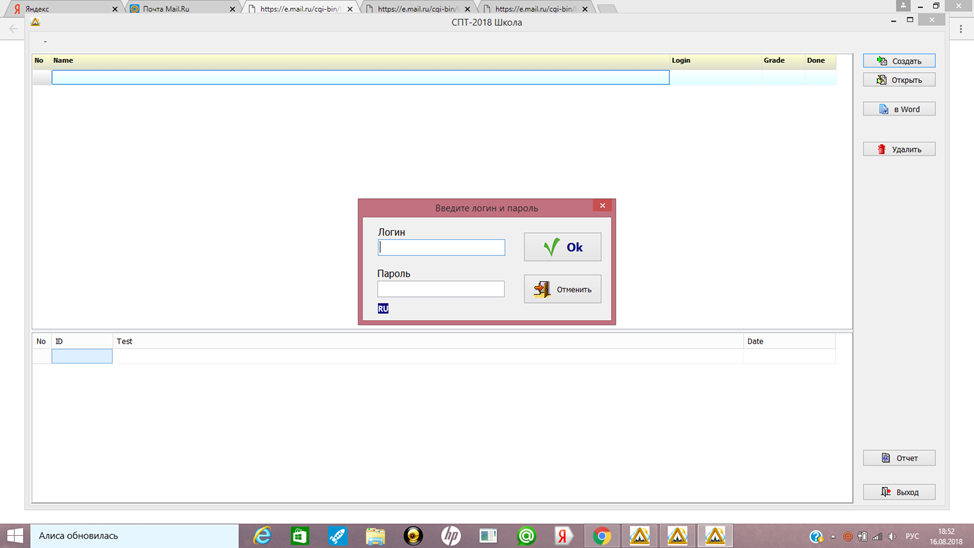 Яндекс
Почта Mail.Ru
https://e.mail.ru/cgi-bin/
https://e.mail.ru/cgi-bin/
https://e.mail.ru/cgi-bin/
СПТ-2018 Школа
-
No Name Login Grade Done
Создать
Открыть
в Word
Удалить
Введите логин и пароль
Логин
Ok
Пароль
Отменить
RU
No ID Test Date
Отчет
Выход
Алиса обновилась
РУС
18:52
16.08.2018